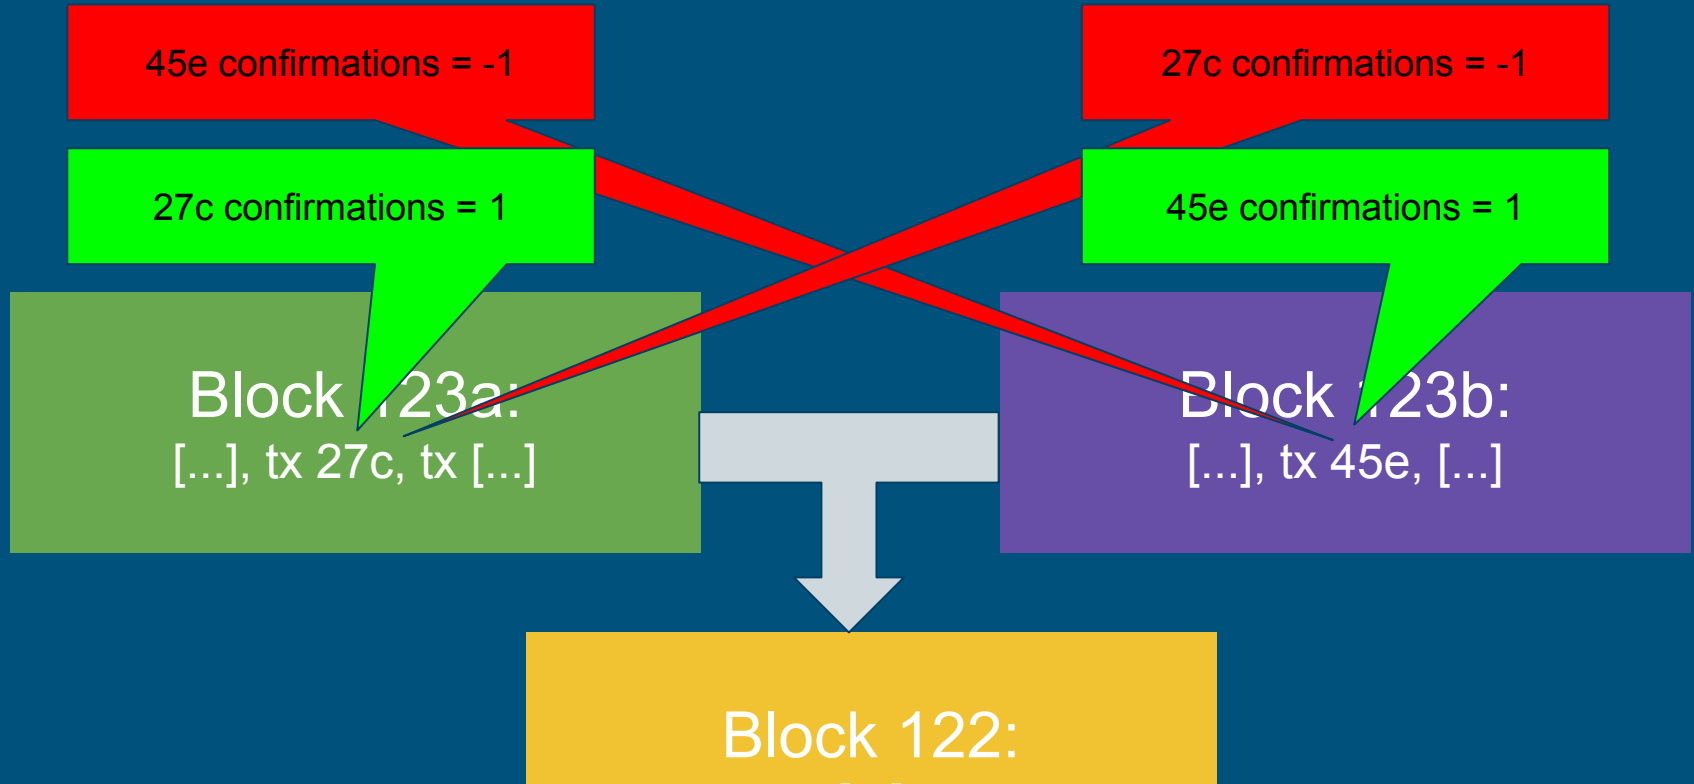 45e confirmations = -1
27c confirmations = -1
27c confirmations = 1
45e confirmations = 1
Block 123a:
[...], tx 27c, tx [...]
Block 123b:
[...], tx 45e, [...]
Block 122: